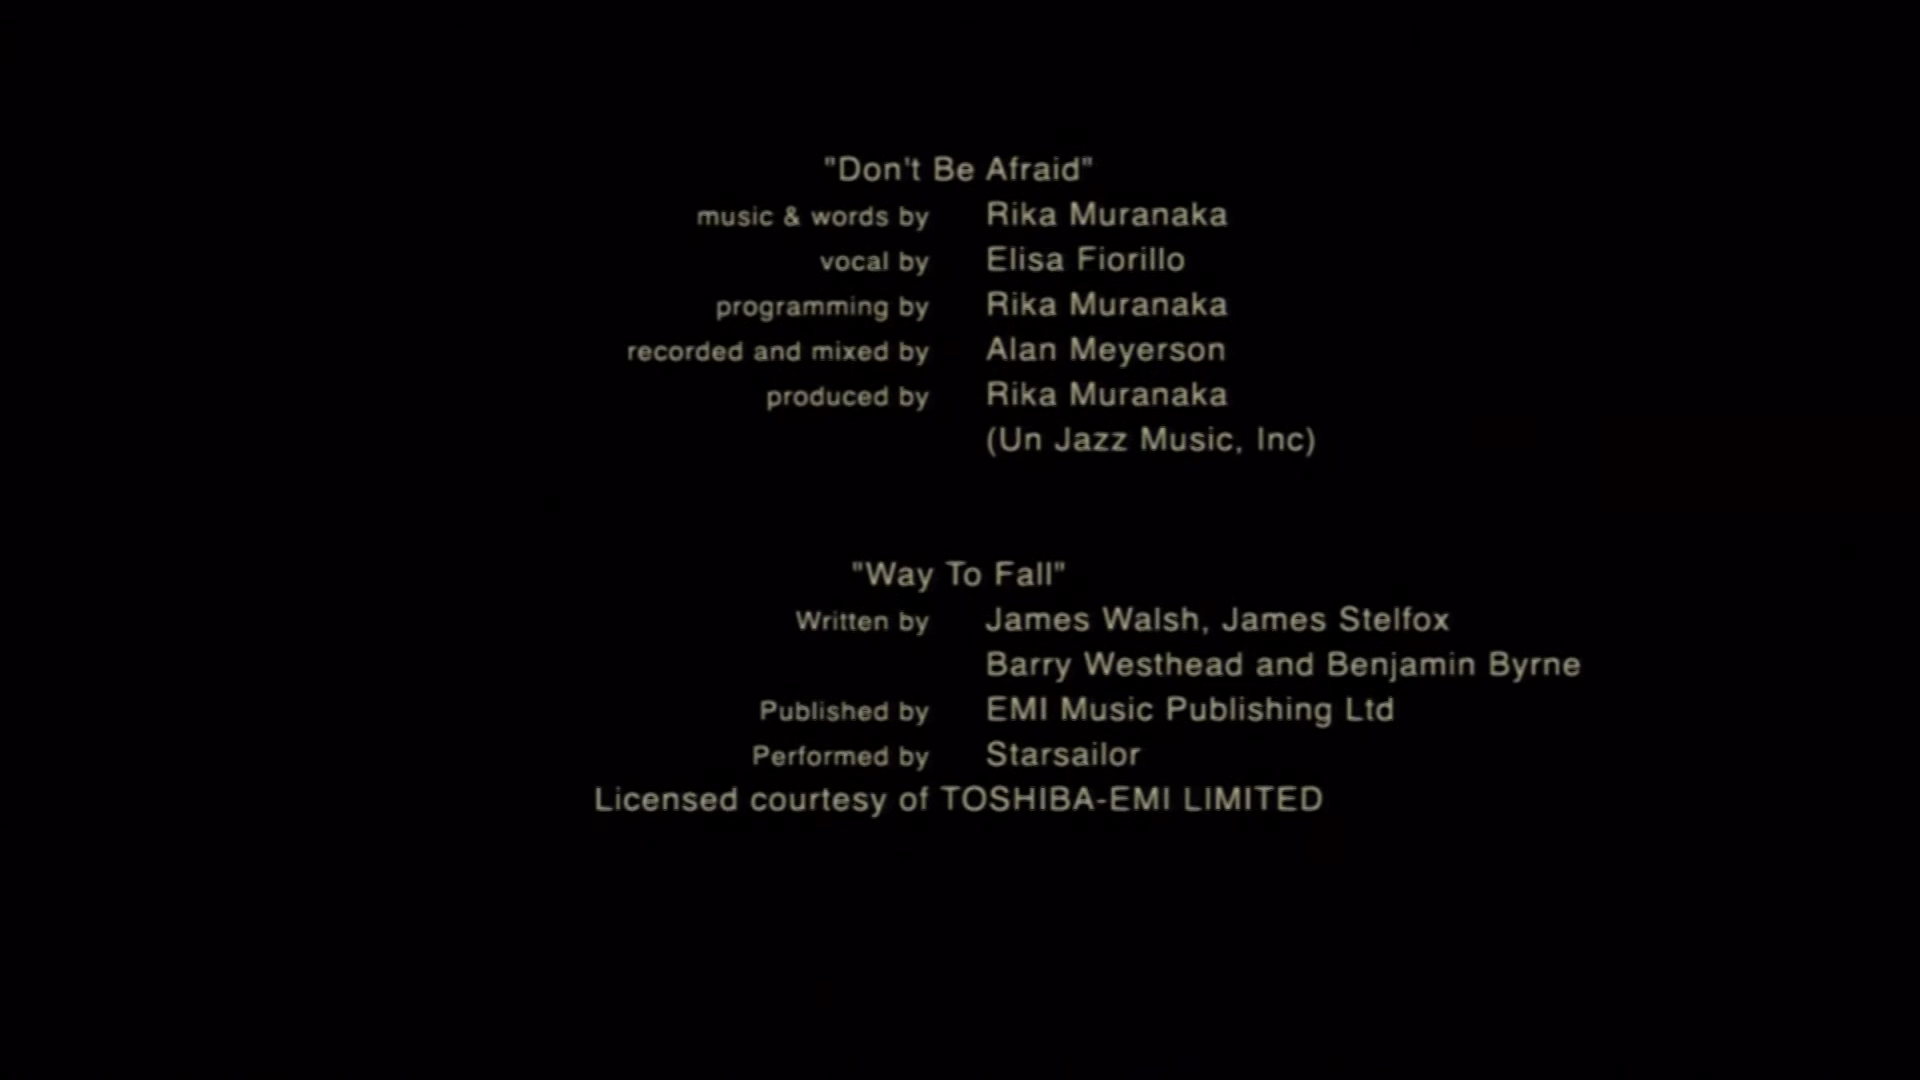 "Don't Be Afraid"
music & words by Rika Muranaka
vocal by Elisa Fiorillo
programming by Rika Muranaka
recorded and mixed by Alan Meyerson
produced by Rika Muranaka
(Un Jazz Music, Inc)
"Way To Fall"
Written by James Walsh, James Stelfox
Barry Westhead and Benjamin Byrne
Published by EMI Music Publishing Ltd
Performed by Starsailor
Licensed courtesy of TOSHIBA-EMI LIMITED